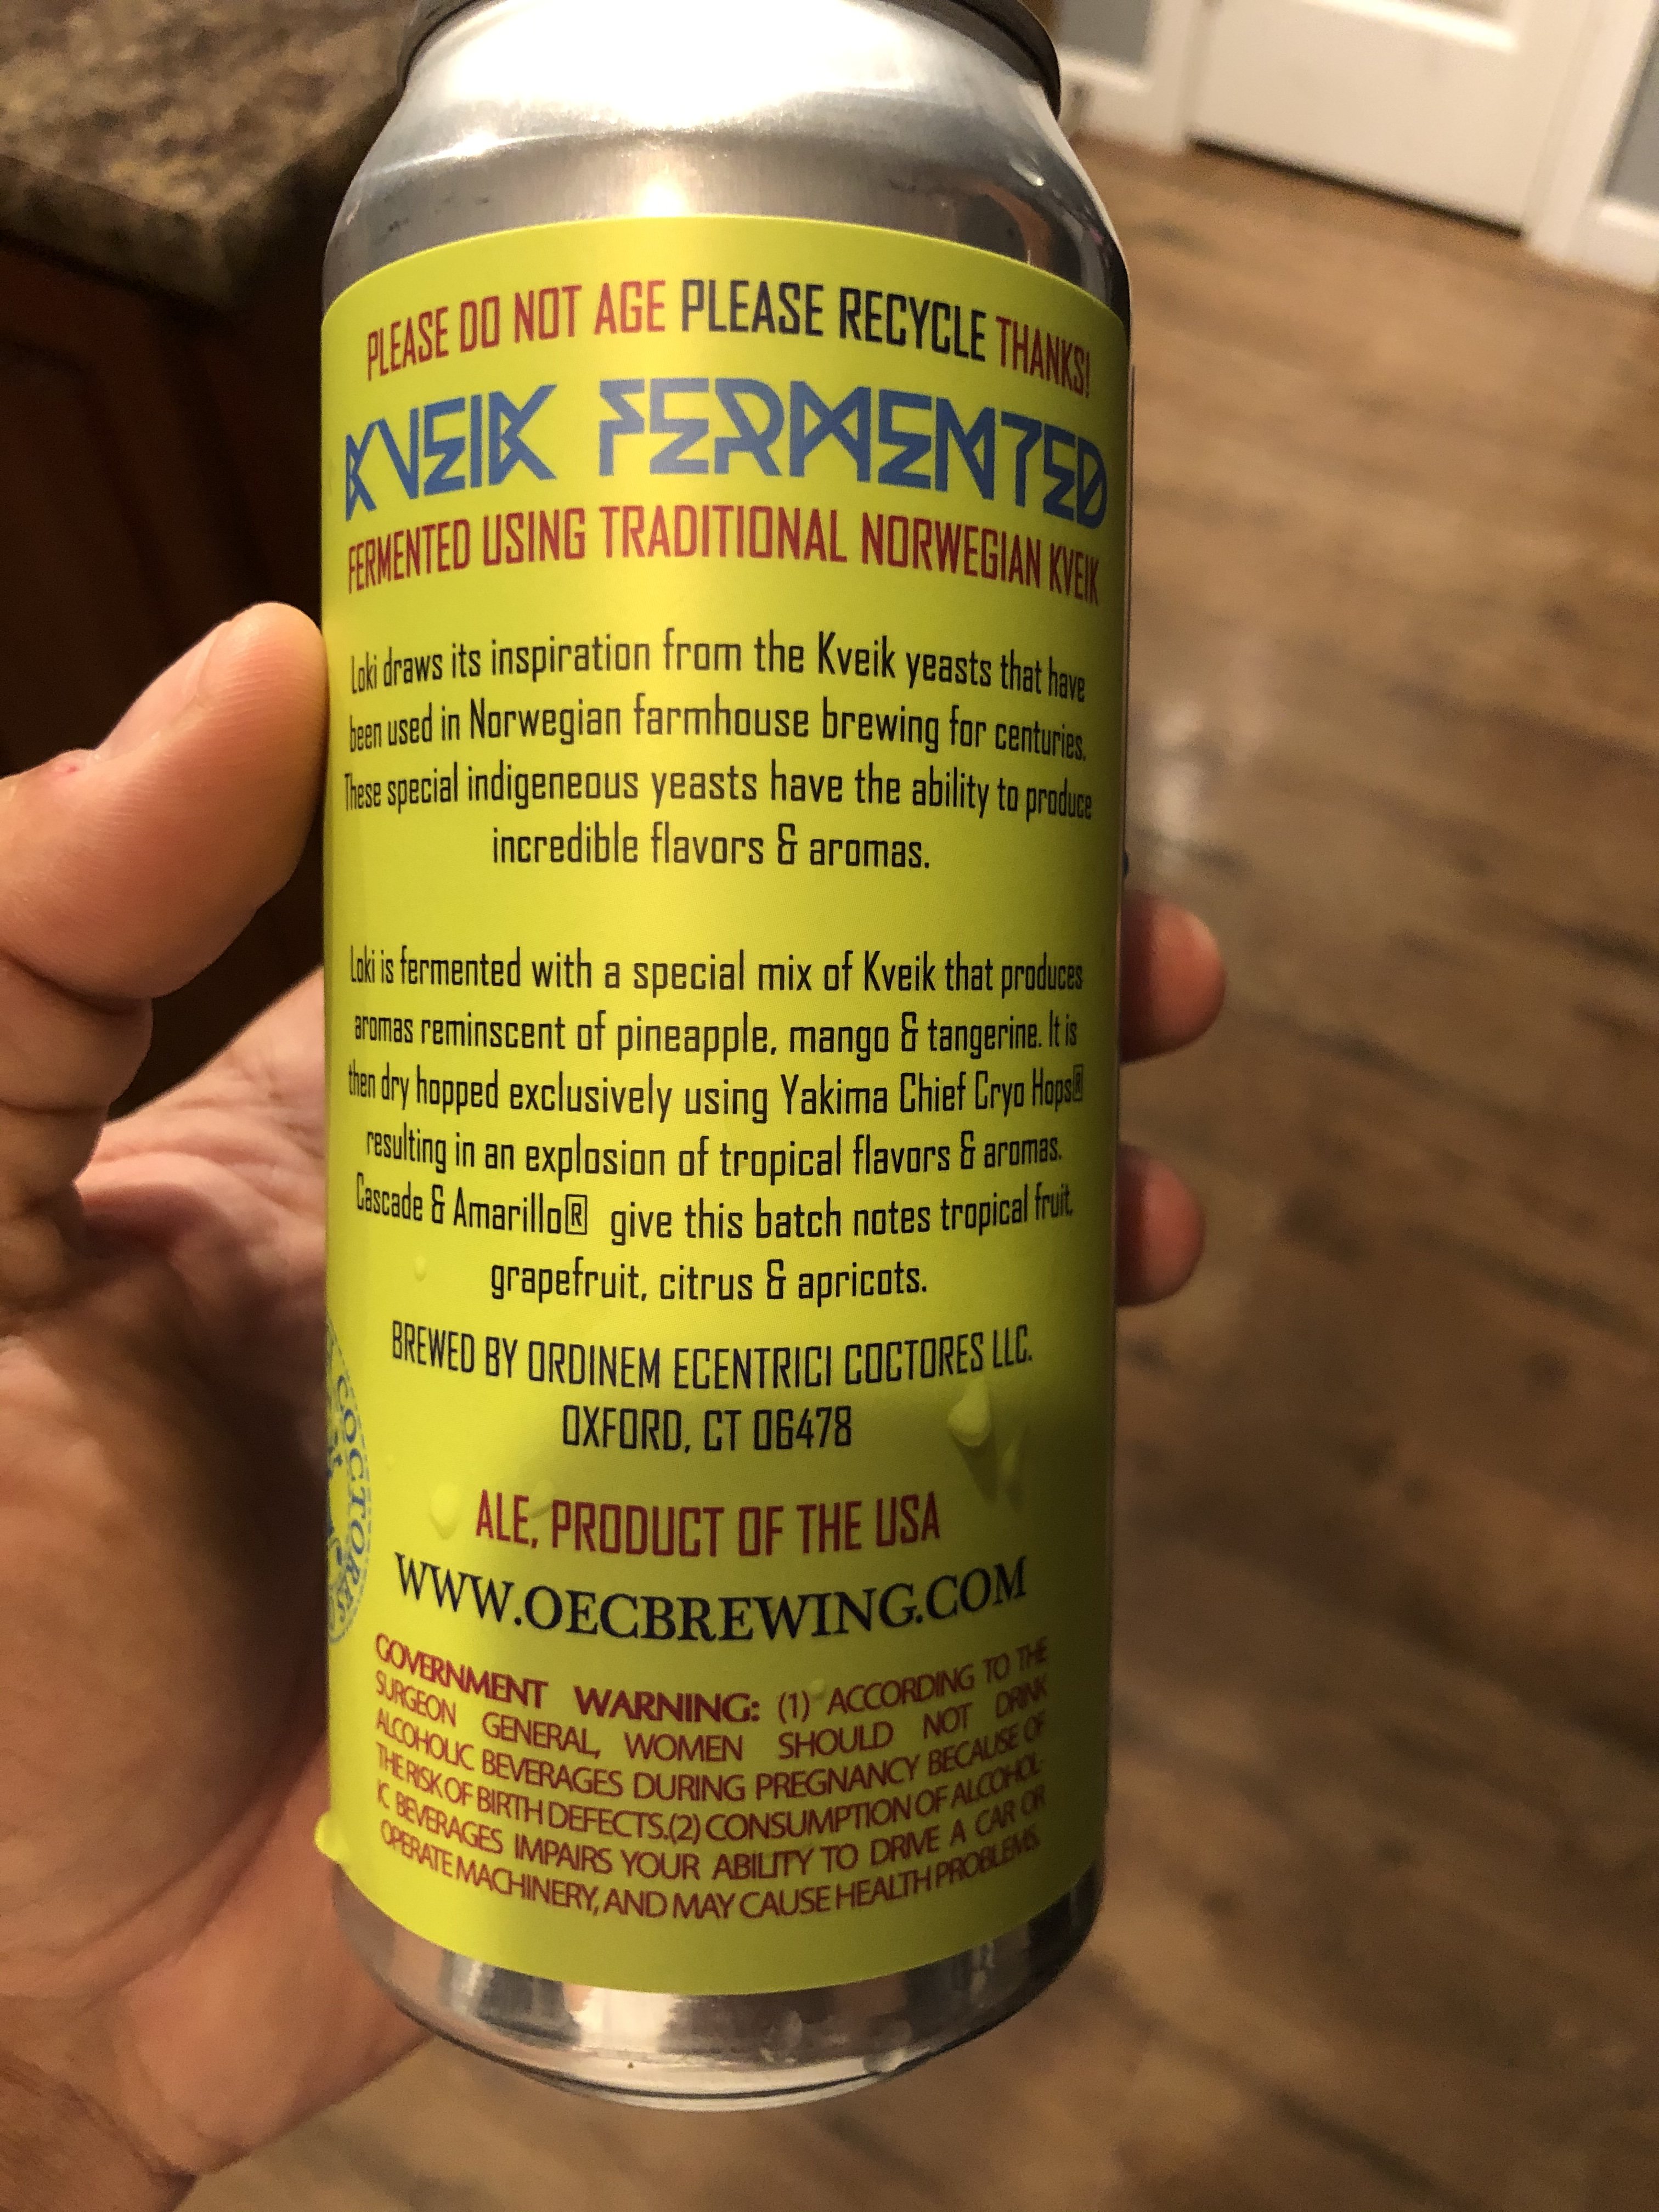 PLEASE DO NOT AGE PLEASE RECYCLE THANKS!
KVEIK FERMENTED
FERMENTED USING TRADITIONAL NORWEGIAN KVEIK
Loki draws its inspiration from the Kveik yeasts that have
been used in Norwegian farmhouse brewing for centuries.
These special indigeneous yeasts have the ability to produce
incredible flavors & aromas.
Loki is fermented with a special mix of Kveik that produces
aromas reminscent of pineapple, mango & tangerine. It is
then dry hopped exclusively using Yakima Chief Cryo Hops®
resulting in an explosion of tropical flavors & aromas.
Cascade & Amarillo® give this batch notes tropical fruit,
grapefruit, citrus & apricots.
BREWED BY ORDINEM ECENTRICI COCTORES LLC.
OXFORD, CT 06478
COCTORES
ALE, PRODUCT OF THE USA
WWW.OECBREWING.COM
GOVERNMENT WARNING: (1) ACCORDING TO THE
SURGEON GENERAL, WOMEN SHOULD NOT DRINK
ALCOHOLIC BEVERAGES DURING PREGNANCY BECAUSE OF
THE RISK OF BIRTH DEFECTS.(2) CONSUMPTION OF ALCOHOL-
IC BEVERAGES IMPAIRS YOUR ABILITY TO DRIVE A CAR OR
OPERATE MACHINERY, AND MAY CAUSE HEALTH PROBLEMS.